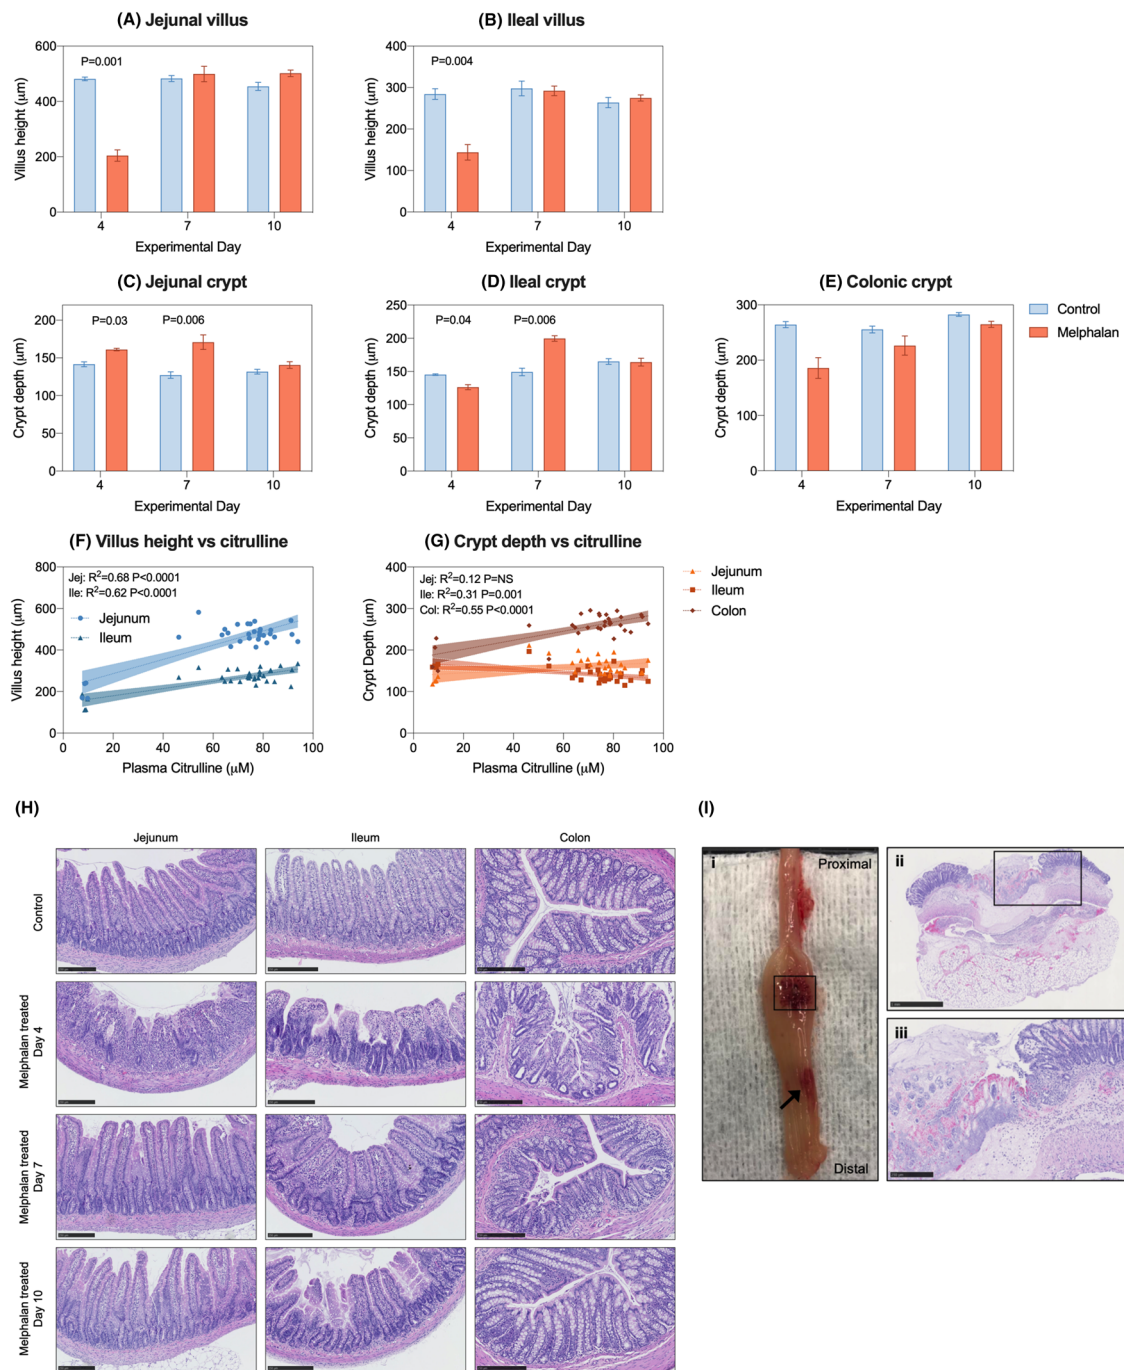 (A) Jejunal villus
Villus height (μm)
600
400
200
0
P=0.001
4
7
10
Experimental Day
(B) Ileal villus
Villus height (μm)
400
300
200
100
0
P=0.004
4
7
10
Experimental Day
(C) Jejunal crypt
Crypt depth (μm)
200
150
100
50
0
P=0.03
P=0.006
4
7
10
Experimental Day
(D) Ileal crypt
Crypt depth (μm)
250
200
150
100
50
0
P=0.04
P=0.006
4
7
10
Experimental Day
(E) Colonic crypt
Crypt depth (μm)
300
200
300
0
4
7
10
Experimental Day
Control
Melphalan
(F) Villus height vs citrulline
Villus height (μm)
800
600
400
200
0
Jej: R²=0.68 P<0.0001
Ile: R²=0.62 P<0.0001
Jejunum
Ileum
0
20
40
60
80
100
Plasma Citrulline (μM)
(G) Crypt depth vs citrulline
Crypt Depth (μm)
400
300
200
100
0
Jej: R²=0.12 P=NS
Ile: R²=0.31 P=0.001
Col: R²=0.55 P<0.0001
0
20
40
60
80
100
Plasma Citrulline (μM)
Jejunum
Ileum
Colon
(H)
Jejunum
Ileum
Colon
Control
Melphalan treated
Day 4
Melphalan treated
Day 7
Melphalan treated
Day 10
(I)
i
Proximal
Distal
ii
iii